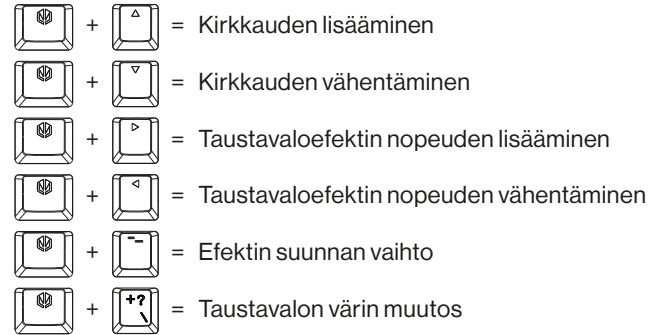 + = Kirkkauden lisääminen
+ = Kirkkauden vähentäminen
+ = Taustavaloefektin nopeuden lisääminen
+ = Taustavaloefektin nopeuden vähentäminen
+ - _ = Efektin suunnan vaihto
+ +? \ = Taustavalon värin muutos